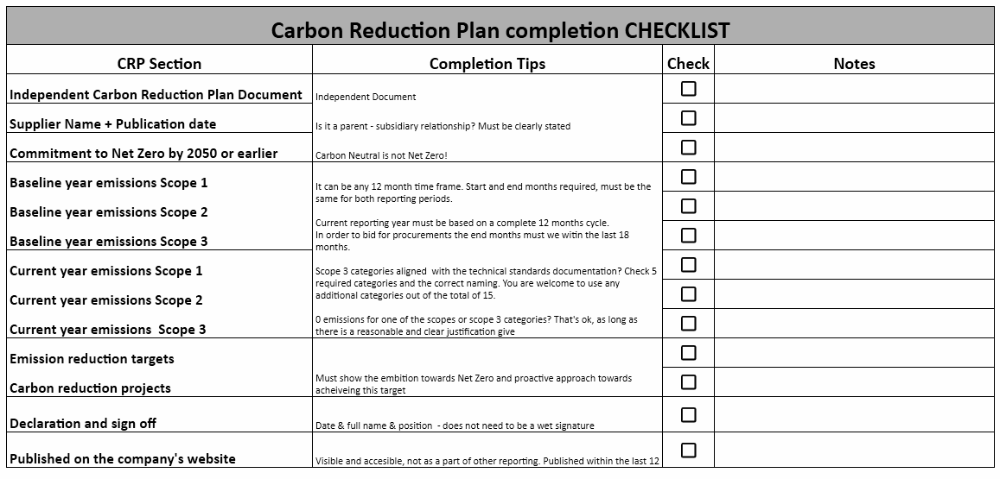 Carbon Reduction Plan completion CHECKLIST
CRP Section Completion Tips Check Notes
Independent Carbon Reduction Plan Document Independent Document
Supplier Name + Publication date Is it a parent - subsidiary relationship? Must be clearly stated
Commitment to Net Zero by 2050 or earlier Carbon Neutral is not Net Zero!
Baseline year emissions Scope 1
Baseline year emissions Scope 2
Baseline year emissions Scope 3
Current year emissions Scope 1
Current year emissions Scope 2
Current year emissions  Scope 3
It can be any 12 month time frame. Start and end months required, must be the
same for both reporting periods.
Current reporting year must be based on a complete 12 months cycle.
In order to bid for procurements the end months must we witin the last 18
months.
Scope 3 categories aligned  with the technical standards documentation? Check 5
required categories and the correct naming. You are welcome to use any
additional categories out of the total of 15.
0 emissions for one of the scopes or scope 3 categories? That's ok, as long as
there is a reasonable and clear justification give
Emission reduction targets
Carbon reduction projects
Must show the embition towards Net Zero and proactive approach towards
acheiveing this target
Declaration and sign off Date & full name & position  - does not need to be a wet signature
Published on the company's website Visible and accesible, not as a part of other reporting. Published within the last 12